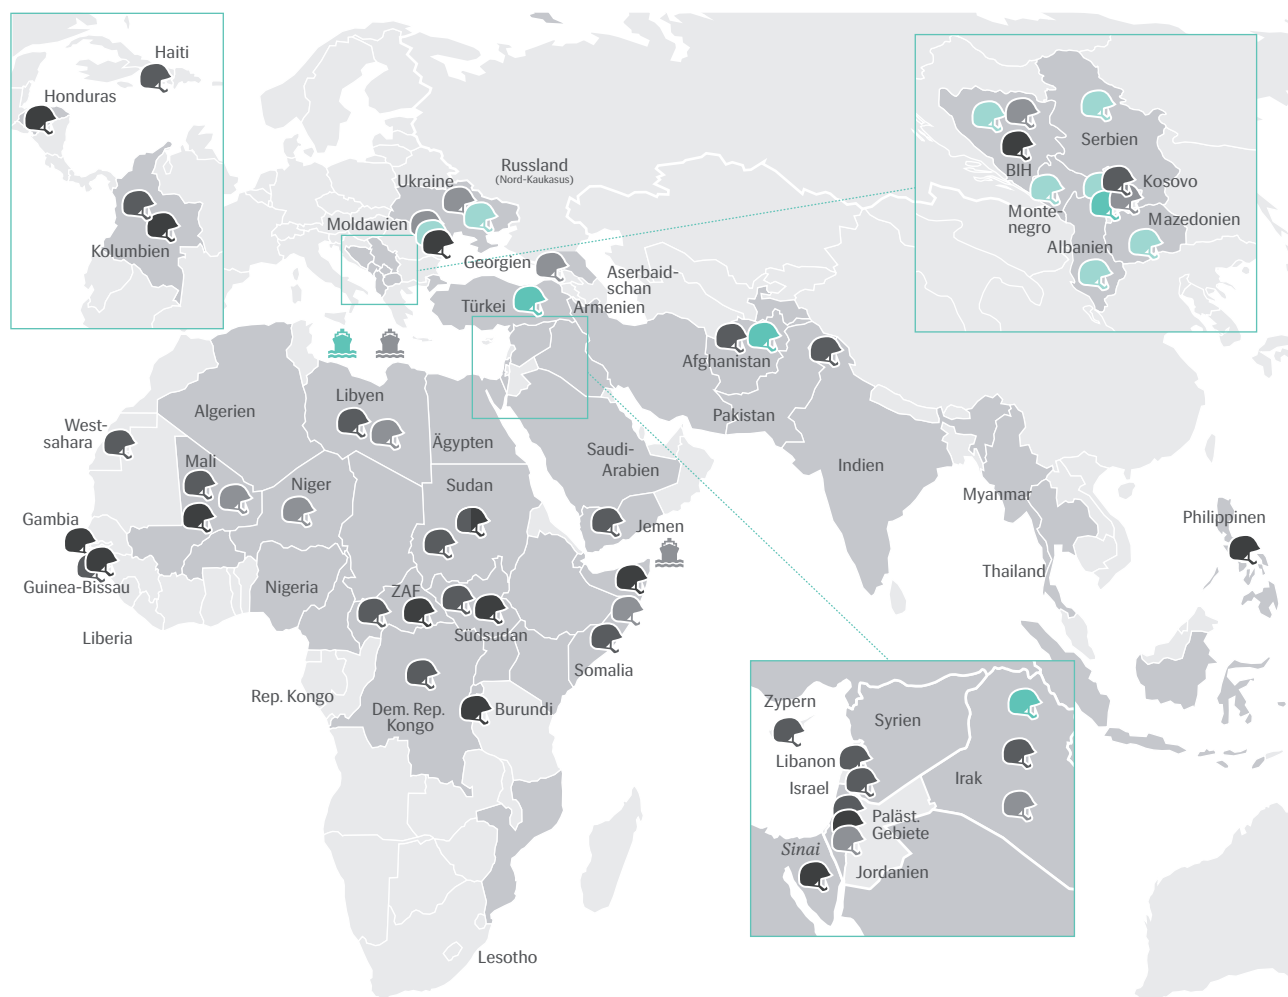 Haiti
Honduras
Kolumbien
Russland
(Nord-Kaukasus)
Ukraine
Moldawien
Georgien
Aserbaid-
schan
Türkei
Armenien
Serbien
BIH
Kosovo
Monte-
negro
Mazedonien
Albanien
Afghanistan
Pakistan
Indien
Myanmar
Thailand
Philippinen
West-
sahara
Algerien
Libyen
Ägypten
Saudi-
Arabien
Mali
Niger
Sudan
Jemen
Gambia
Guinea-Bissau
Nigeria
ZAF
Südsudan
Liberia
Somalia
Rep. Kongo
Dem. Rep.
Kongo
Burundi
Lesotho
Zypern
Syrien
Libanon
Israel
Irak
Paläst.
Gebiete
Sinai
Jordanien